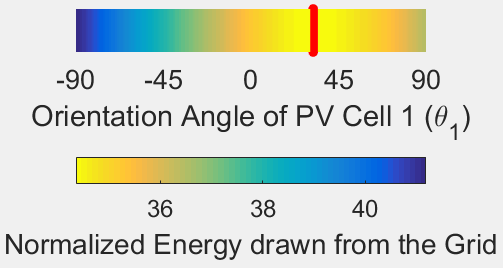 -90 -45 0 45 90
Orientation Angle of PV Cell 1 (θ₁)
36 38 40
Normalized Energy drawn from the Grid